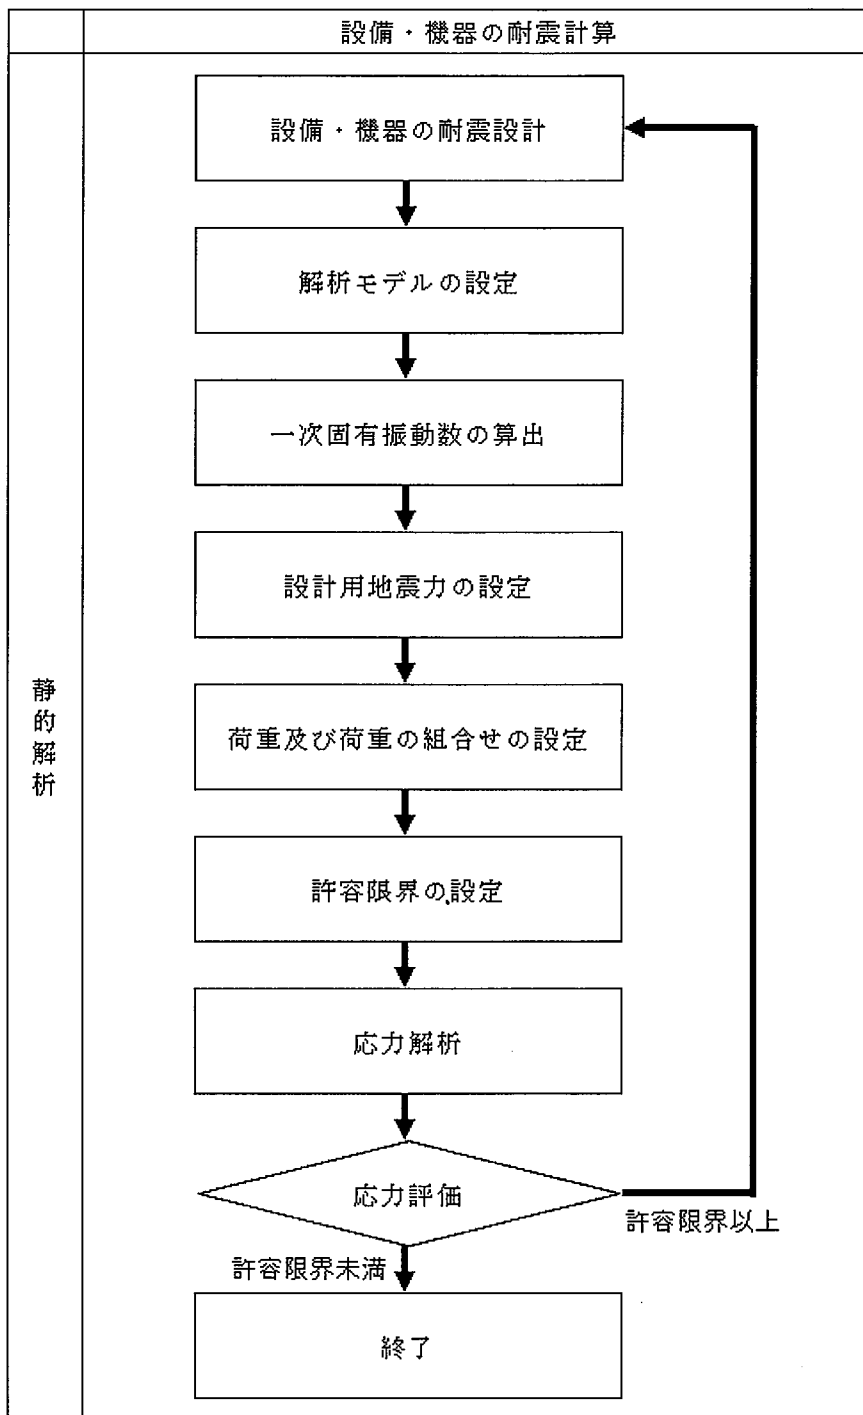 設備・機器の耐震計算
静的解析
設備・機器の耐震設計
解析モデルの設定
一次固有振動数の算出
設計用地震力の設定
荷重及び荷重の組合せの設定
許容限界の設定
応力解析
応力評価
許容限界以上
許容限界未満
終了